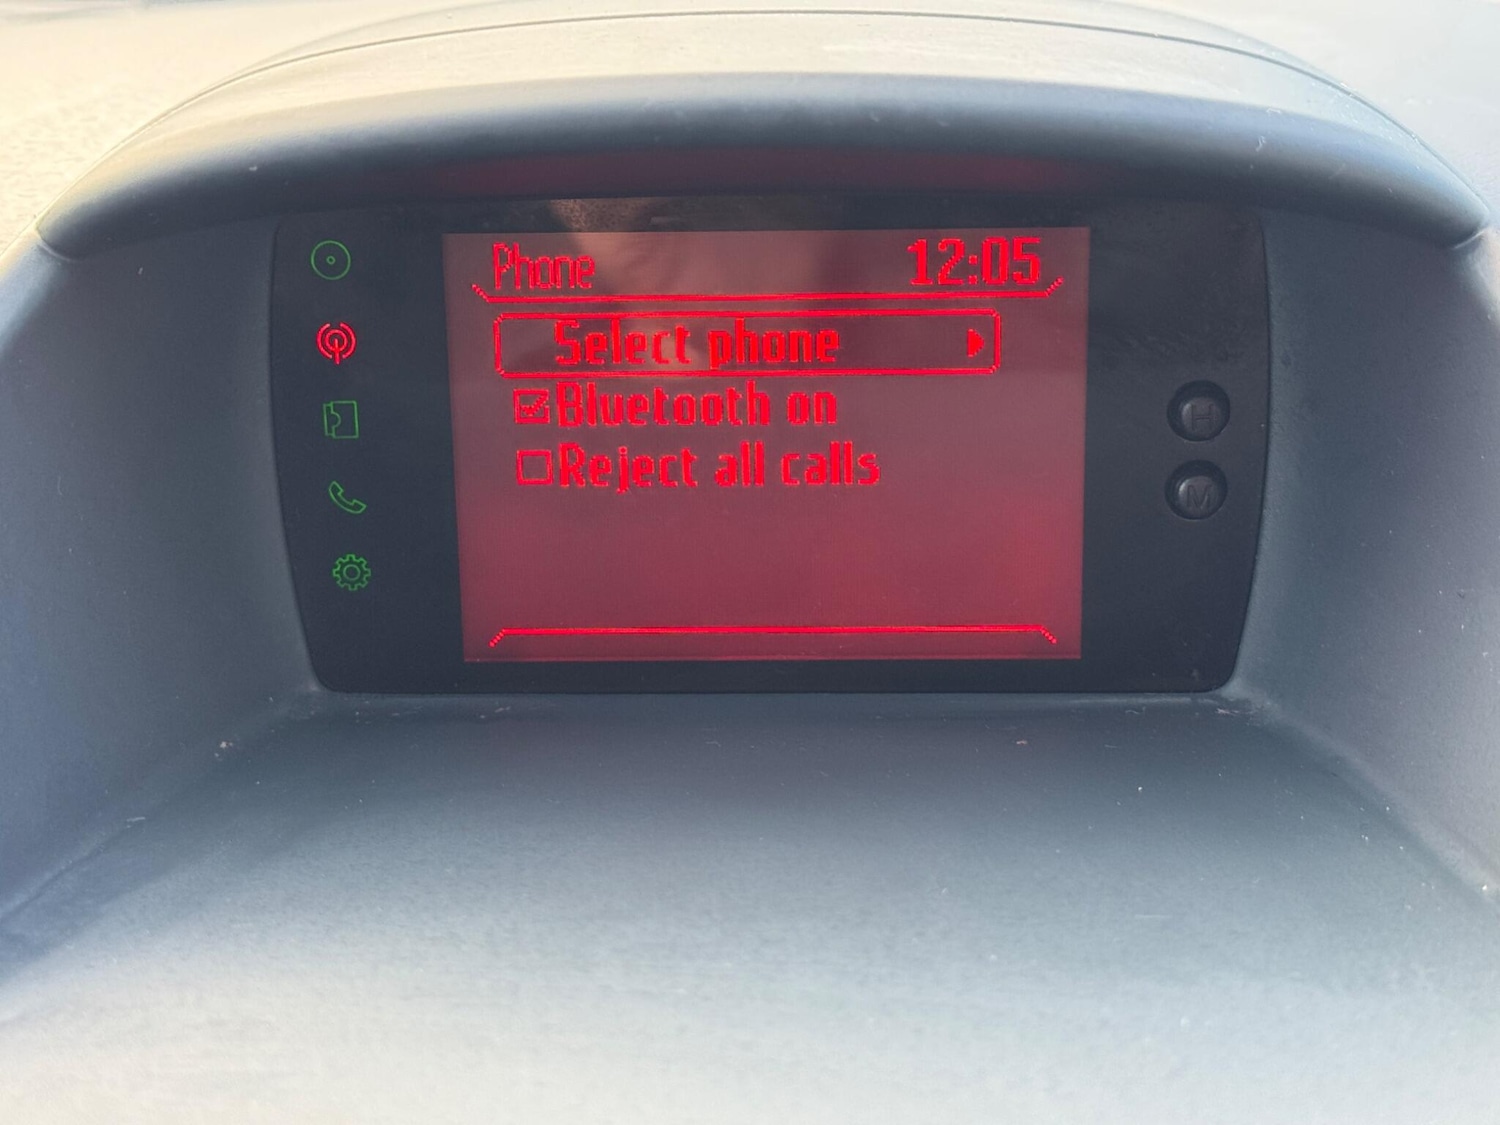 Phone 12:05
Select phone
Bluetooth on
Reject all calls
H
M